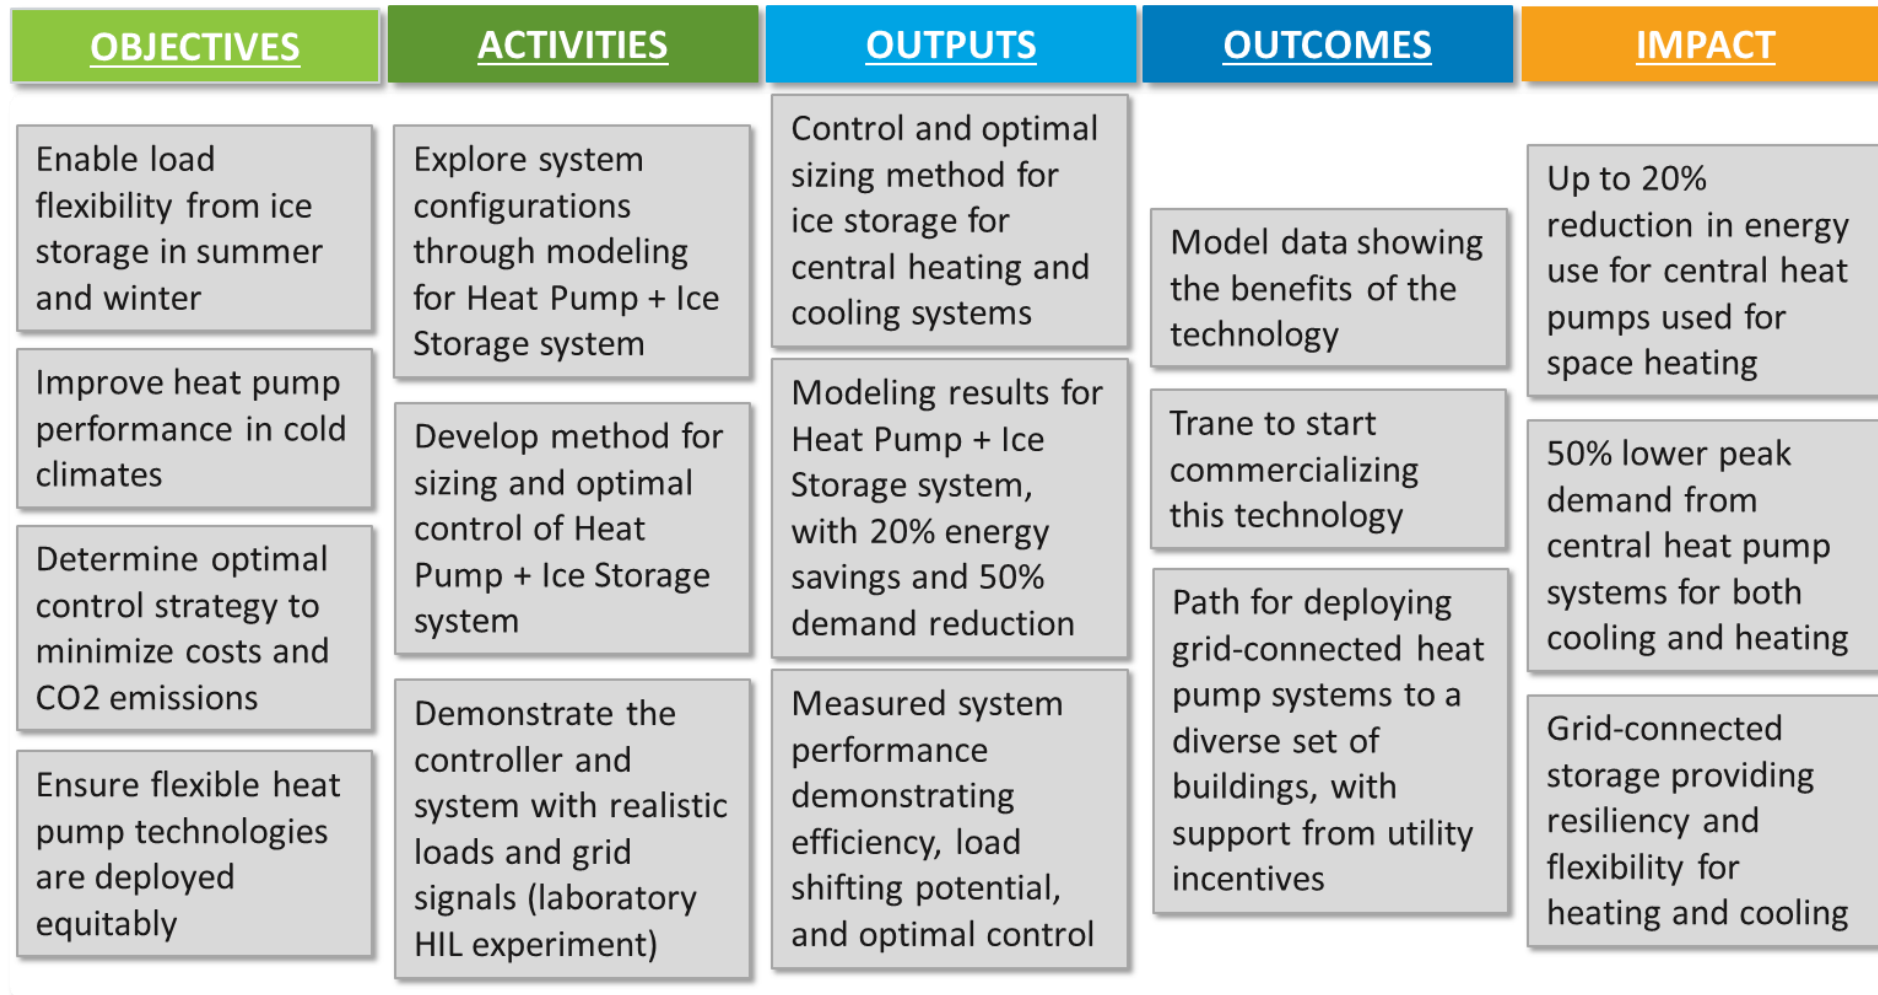 OBJECTIVES
Enable load
flexibility from ice
storage in summer
and winter
Improve heat pump
performance in cold
climates
Determine optimal
control strategy to
minimize costs and
CO2 emissions
Ensure flexible heat
pump technologies
are deployed
equitably
ACTIVITIES
Explore system
configurations
through modeling
for Heat Pump + Ice
Storage system
Develop method for
sizing and optimal
control of Heat
Pump + Ice Storage
system
Demonstrate the
controller and
system with realistic
loads and grid
signals (laboratory
HIL experiment)
OUTPUTS
Control and optimal
sizing method for
ice storage for
central heating and
cooling systems
Modeling results for
Heat Pump + Ice
Storage system,
with 20% energy
savings and 50%
demand reduction
Measured system
performance
demonstrating
efficiency, load
shifting potential,
and optimal control
OUTCOMES
Model data showing
the benefits of the
technology
Trane to start
commercializing
this technology
Path for deploying
grid-connected heat
pump systems to a
diverse set of
buildings, with
support from utility
incentives
IMPACT
Up to 20%
reduction in energy
use for central heat
pumps used for
space heating
50% lower peak
demand from
central heat pump
systems for both
cooling and heating
Grid-connected
storage providing
resiliency and
flexibility for
heating and cooling